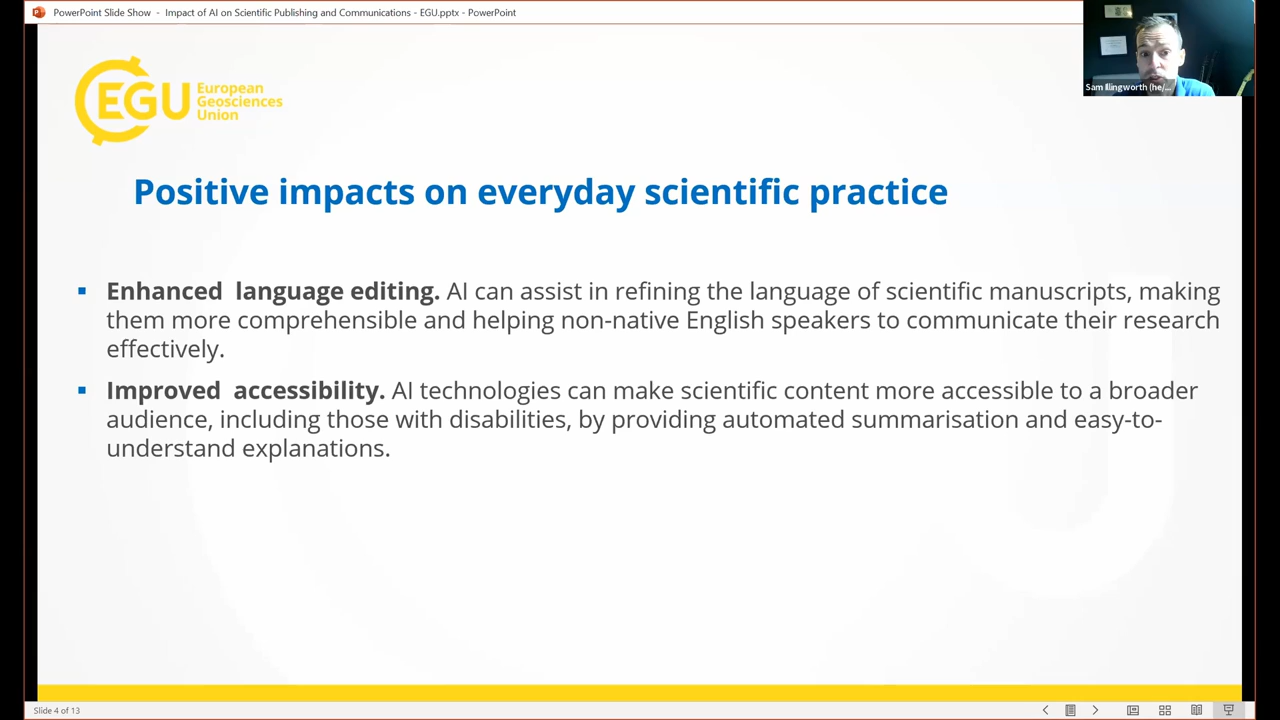 PowerPoint Slide Show - Impact of AI on Scientific Publishing and Communications - EGU.pptx - PowerPoint
Sam Illingworth (he/...
EGU
European
Geosciences
Union
Positive impacts on everyday scientific practice
Enhanced language editing. AI can assist in refining the language of scientific manuscripts, making
them more comprehensible and helping non-native English speakers to communicate their research
effectively.
Improved accessibility. AI technologies can make scientific content more accessible to a broader
audience, including those with disabilities, by providing automated summarisation and easy-to-
understand explanations.
Slide 4 of 13